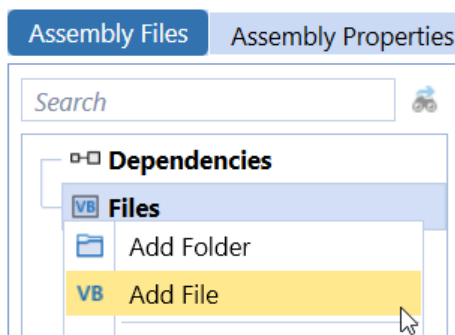 Assembly Files Assembly Properties
Search
Dependencies
VB Files
Add Folder
VB Add File